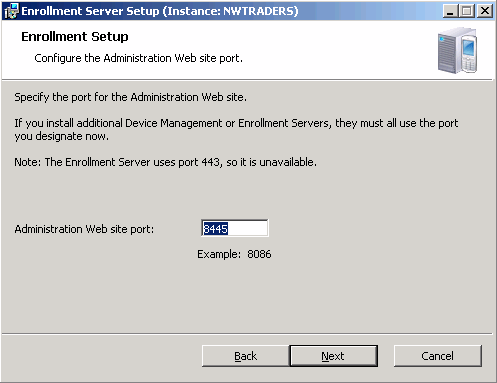 Enrollment Server Setup (Instance: NWTRADERS)
Enrollment Setup
Configure the Administration Web site port.
Specify the port for the Administration Web site.
If you install additional Device Management or Enrollment Servers, they must all use the port
you designate now.
Note: The Enrollment Server uses port 443, so it is unavailable.
Administration Web site port: 8445
Example: 8086
Back Next Cancel